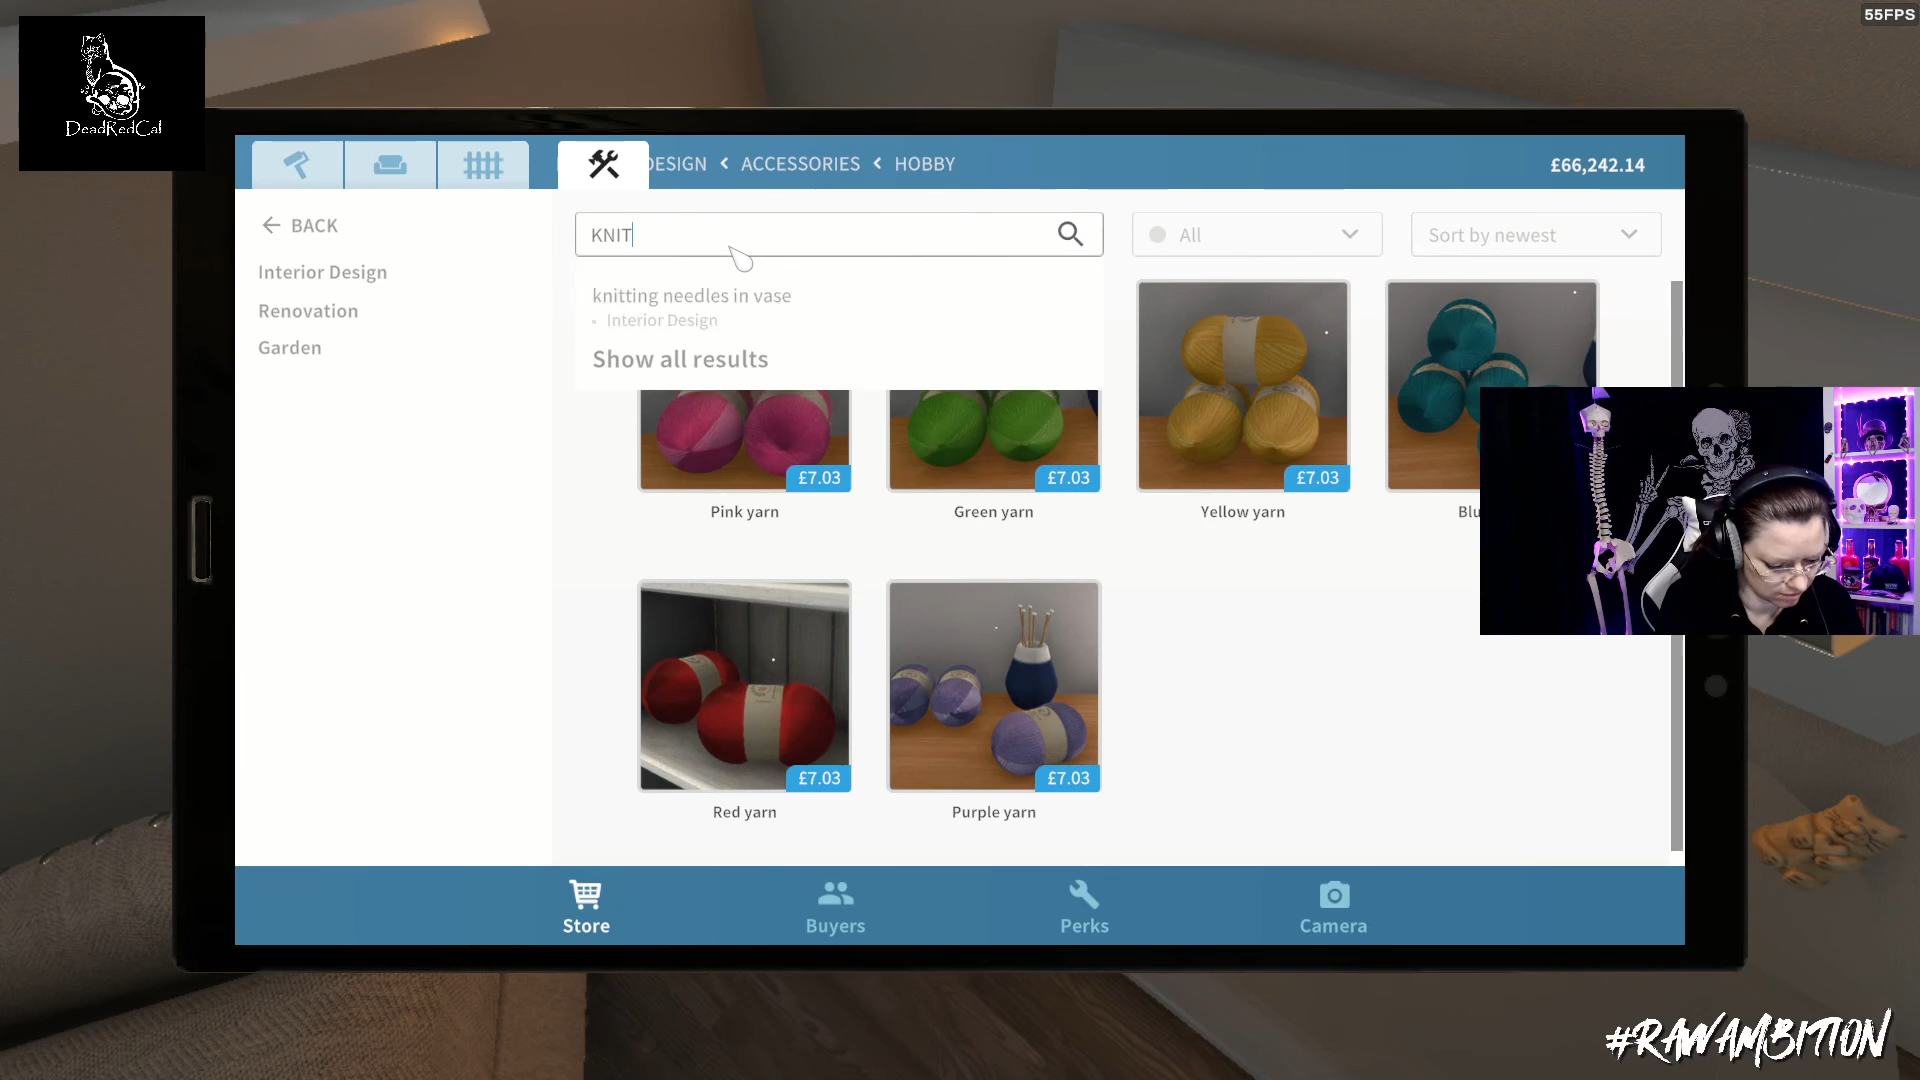 55FPS
DeadRedCal
DESIGN < ACCESSORIES < HOBBY
£66,242.14
BACK
Interior Design
Renovation
Garden
KNIT
All
Sort by newest
knitting needles in vase
Interior Design
Show all results
£7.03
£7.03
£7.03
Pink yarn
Green yarn
Yellow yarn
Blu
£7.03
£7.03
Red yarn
Purple yarn
Store
Buyers
Perks
Camera
#RAWAMBITION